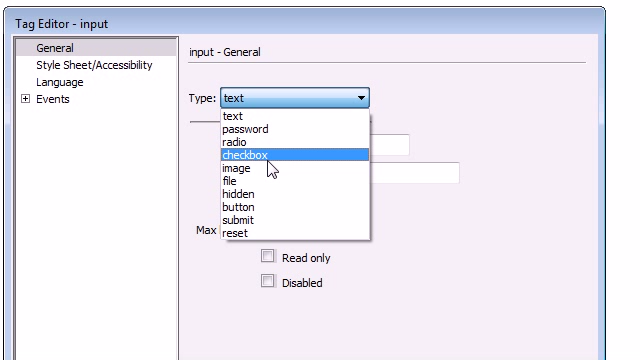 Tag Editor - input
General
Style Sheet/Accessibility
Language
Events
input - General
Type: text
text
password
radio
checkbox
image
file
hidden
button
submit
reset
Max
Read only
Disabled